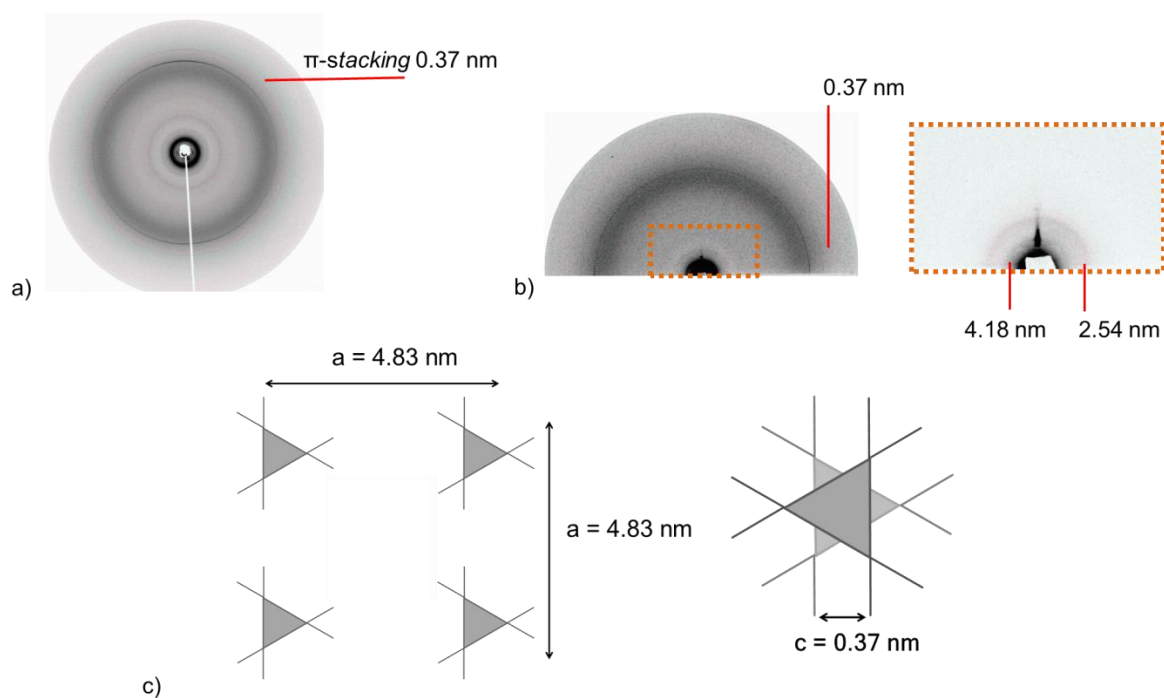 π-stacking 0.37 nm
a)
0.37 nm
b)
4.18 nm
2.54 nm
a = 4.83 nm
a = 4.83 nm
c = 0.37 nm
c)